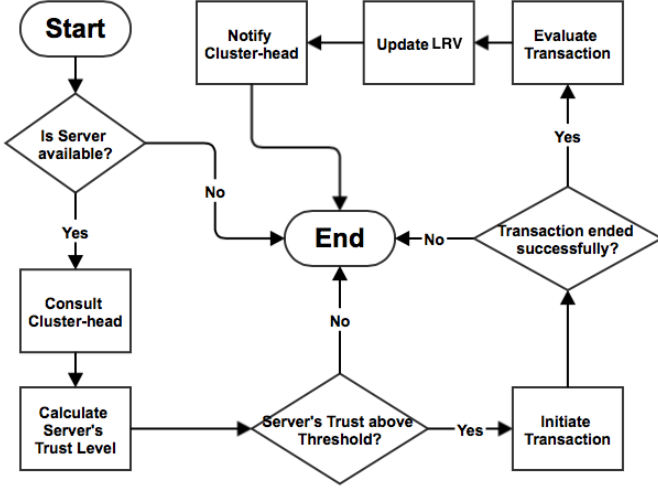 Start
Notify
Cluster-head
Update LRV
Evaluate
Transaction
Is Server
available?
No
Yes
Yes
End
No
Transaction ended
successfully?
Consult
Cluster-head
No
Calculate
Server's
Trust Level
Server's Trust above
Threshold?
Yes
Initiate
Transaction